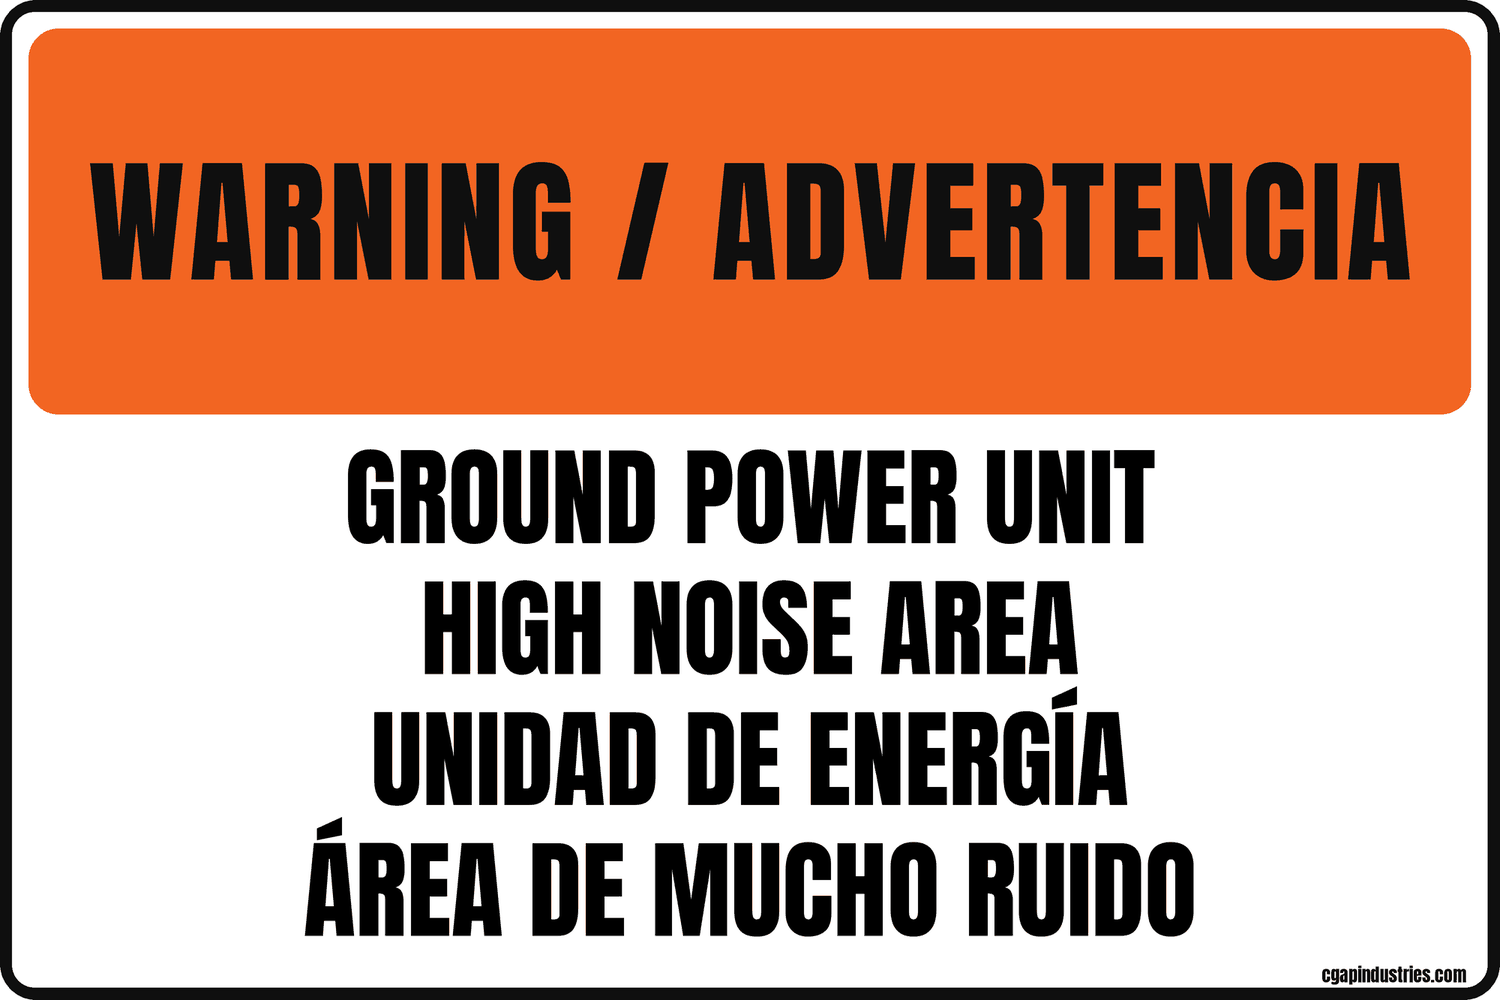 WARNING / ADVERTENCIA
GROUND POWER UNIT
HIGH NOISE AREA
UNIDAD DE ENERGÍA
ÁREA DE MUCHO RUIDO
cgapindustries.com